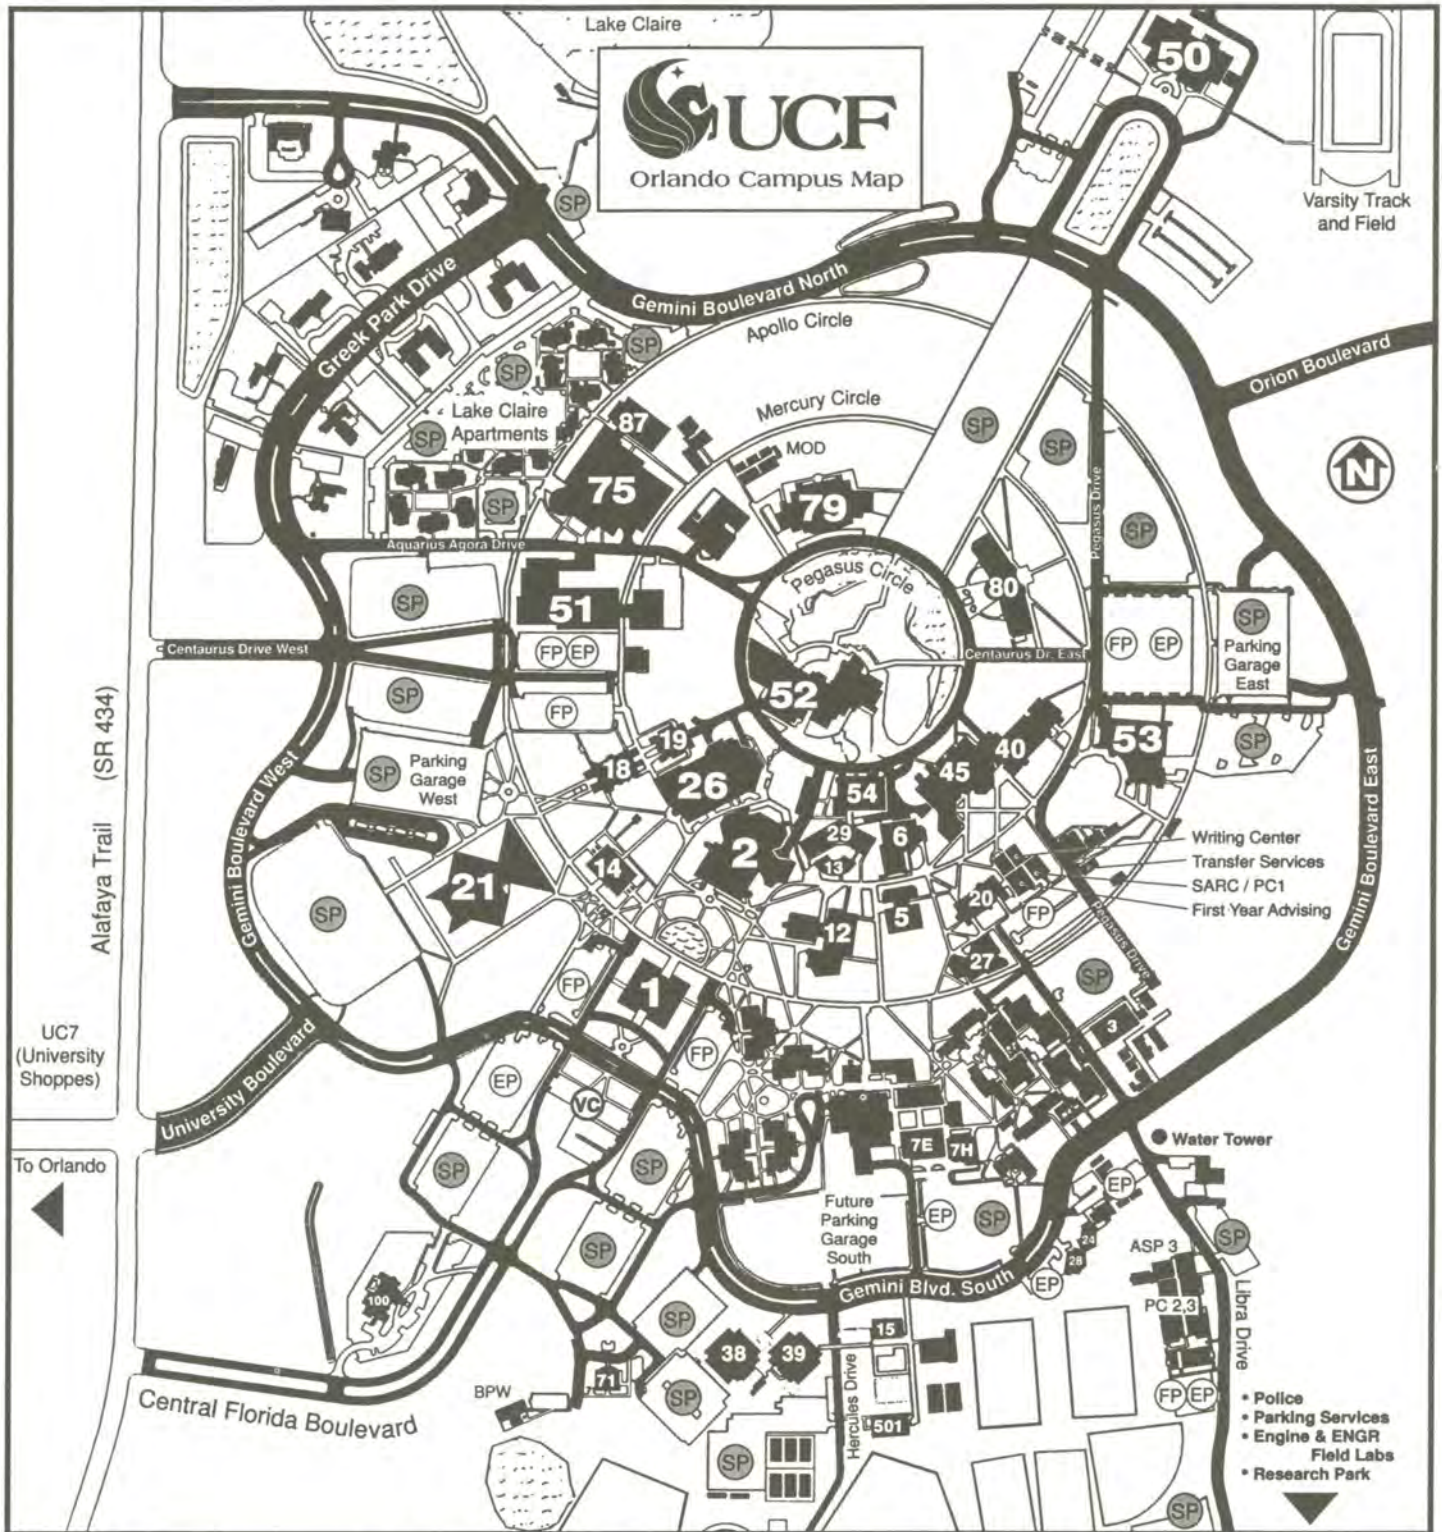 Lake Claire
50
UCF
Orlando Campus Map
SP
Varsity Track
and Field
Greek Park Drive
Gemini Boulevard North
Apollo Circle
SP
SP
Orion Boulevard
Lake Claire
Apartments
SP
Mercury Circle
87
SP
SP
MOD
N
75
SP
79
Pegasus Drive
SP
Aquarius Agora Drive
Pegasus Circle
80
SP
51
SP
FP
EP
Parking
Garage
East
Centaurus Drive West
FP
EP
Centaurus Dr. East
SP
52
FP
Alafaya Trail (SR 434)
19
40
53
SP
SP
Parking
Garage
West
18
26
45
54
Gemini Boulevard West
Gemini Boulevard East
29
6
Writing Center
2
14
13
Transfer Services
21
SARC / PC1
20
First Year Advising
SP
5
FP
12
Pegasus Drive
27
SP
FP
1
UC7
(University
Shoppes)
3
University Boulevard
FP
EP
VC
Water Tower
7E
7H
To Orlando
SP
SP
EP
Future
Parking
Garage
South
EP
SP
SP
SP
24
ASP 3
28
EP
Gemini Blvd. South
100
PC 2,3
Libra Drive
SP
15
38
39
71
BPW
SP
FP
EP
Central Florida Boulevard
Hercules Drive
501
• Police
• Parking Services
• Engine & ENGR
Field Labs
• Research Park
SP
SP